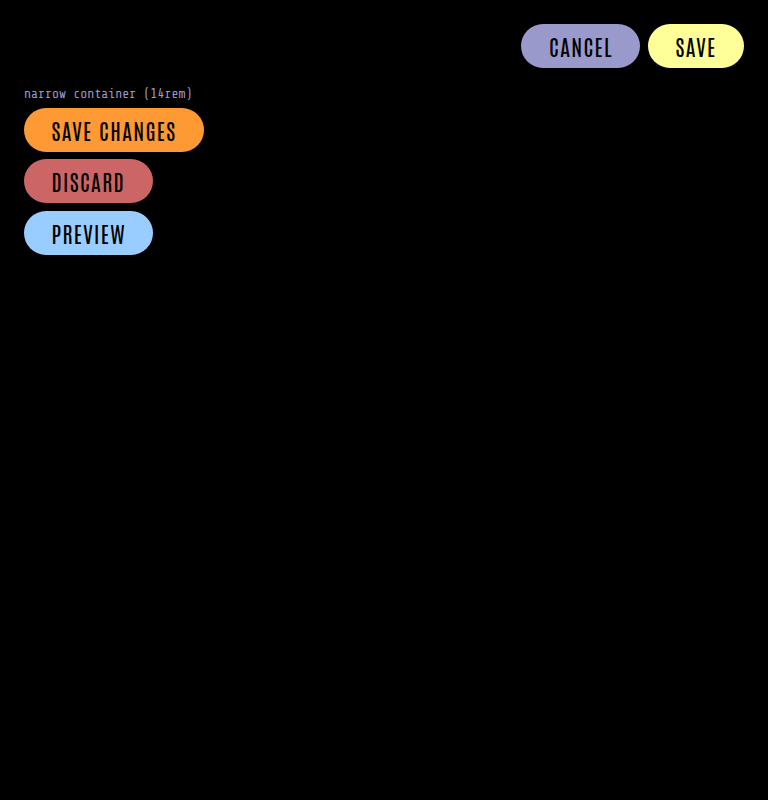 CANCEL SAVE
narrow container (14rem)
SAVE CHANGES
DISCARD
PREVIEW